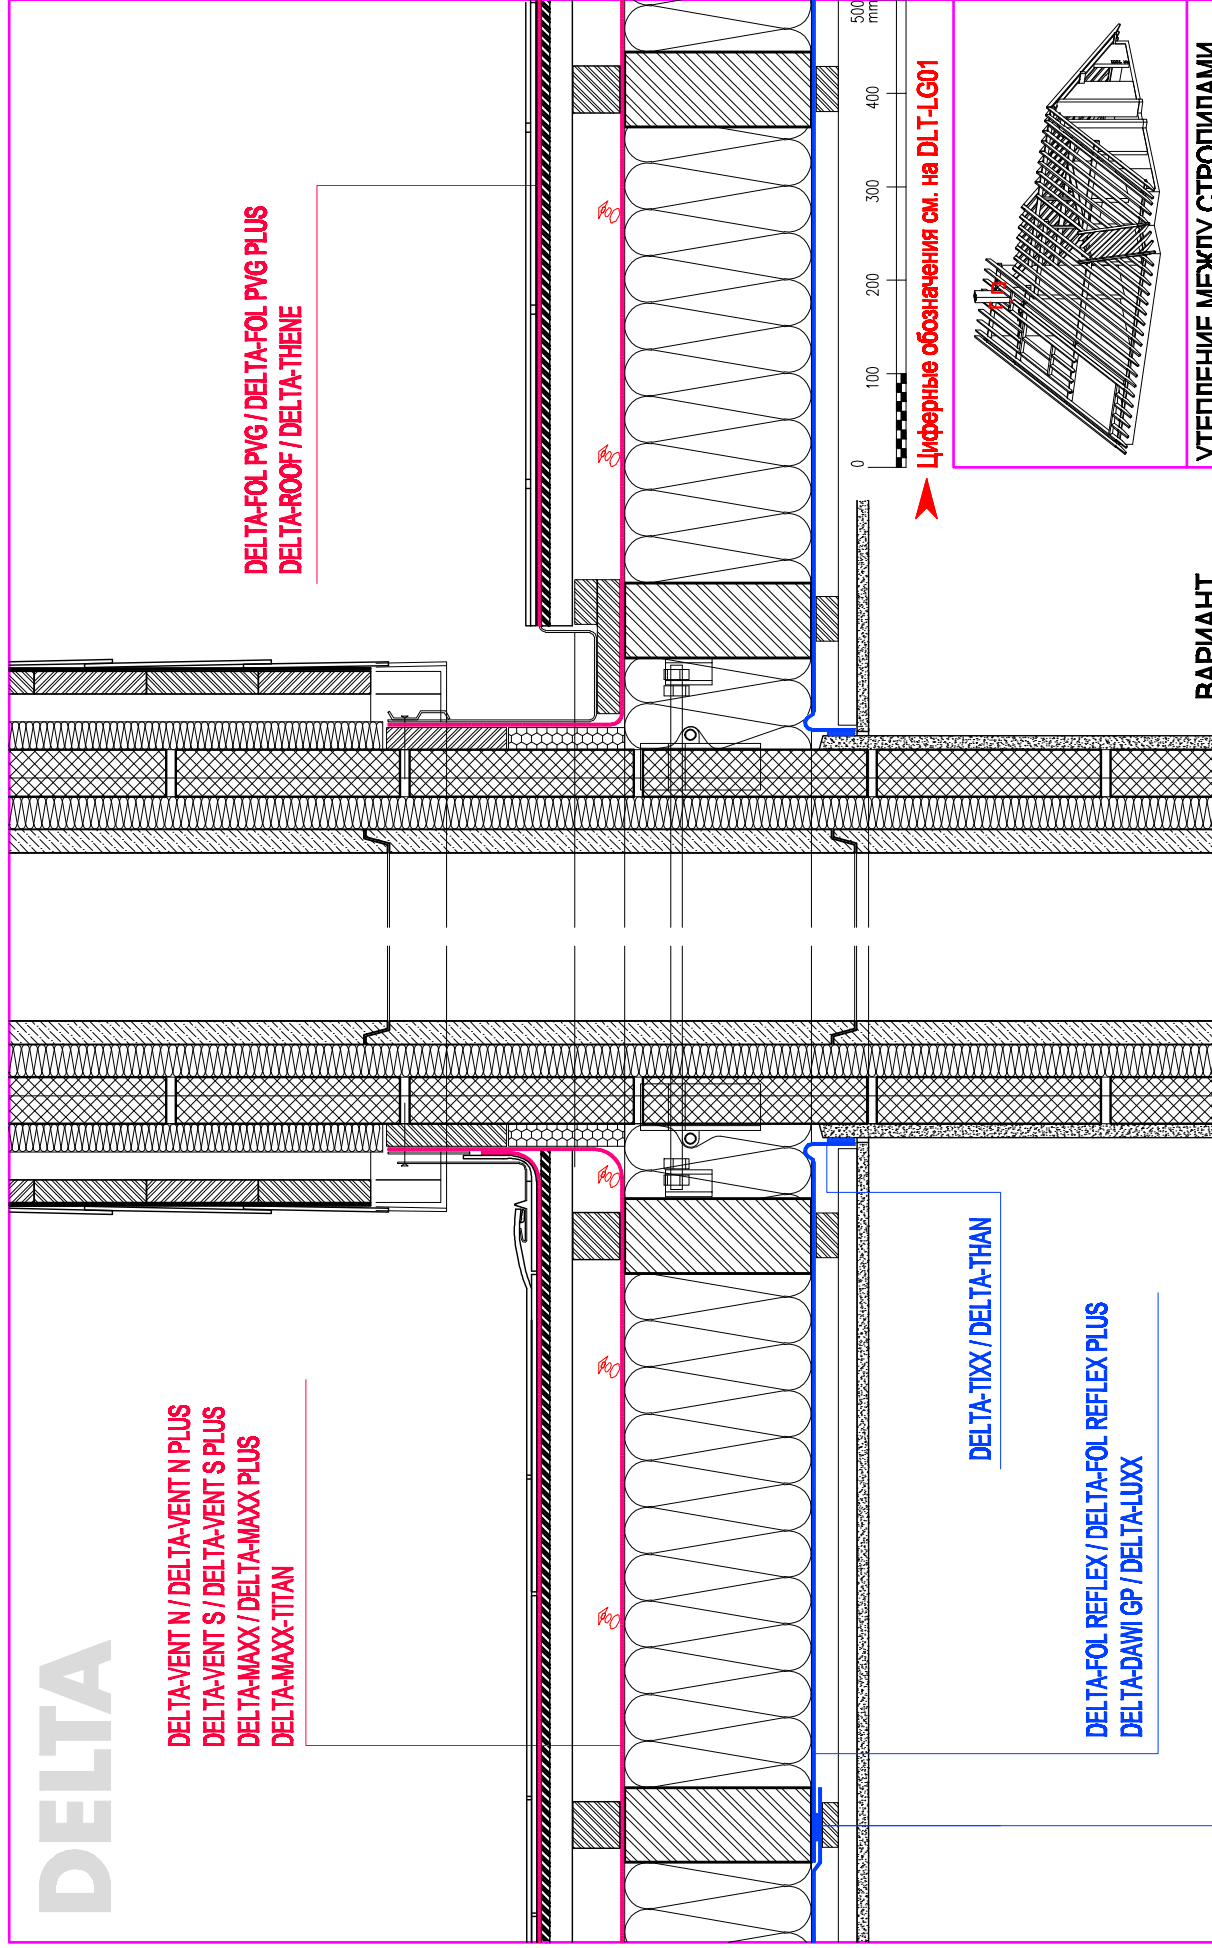 DELTA
DELTA-VENT N / DELTA-VENT N PLUS
DELTA-VENT S / DELTA-VENT S PLUS
DELTA-MAXX / DELTA-MAXX PLUS
DELTA-MAXX-TITAN
DELTA-FOL PVG / DELTA-FOL PVG PLUS
DELTA-ROOF / DELTA-THENE
0 100 200 300 400 500
mm
Циферные обозначения см. на DLT-LG01
DELTA-TIXX / DELTA-THAN
DELTA-FOL REFLEX / DELTA-FOL REFLEX PLUS
DELTA-DAWI GP / DELTA-LUXX
ВАРИАНТ
УТЕПЛЕНИЕ МЕЖДУ СТРОПИЛАМИ